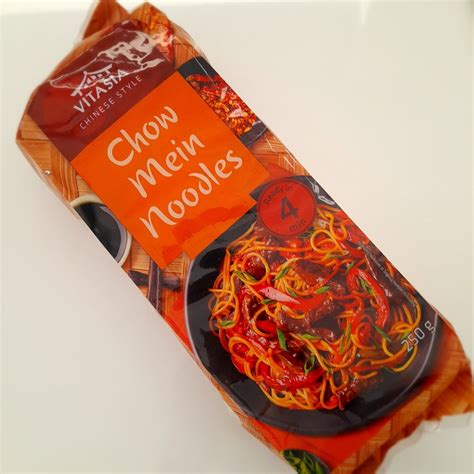 VITASIA
CHINESE STYLE
Chow
Mein
Noodles
Ready in
4
min
250 g